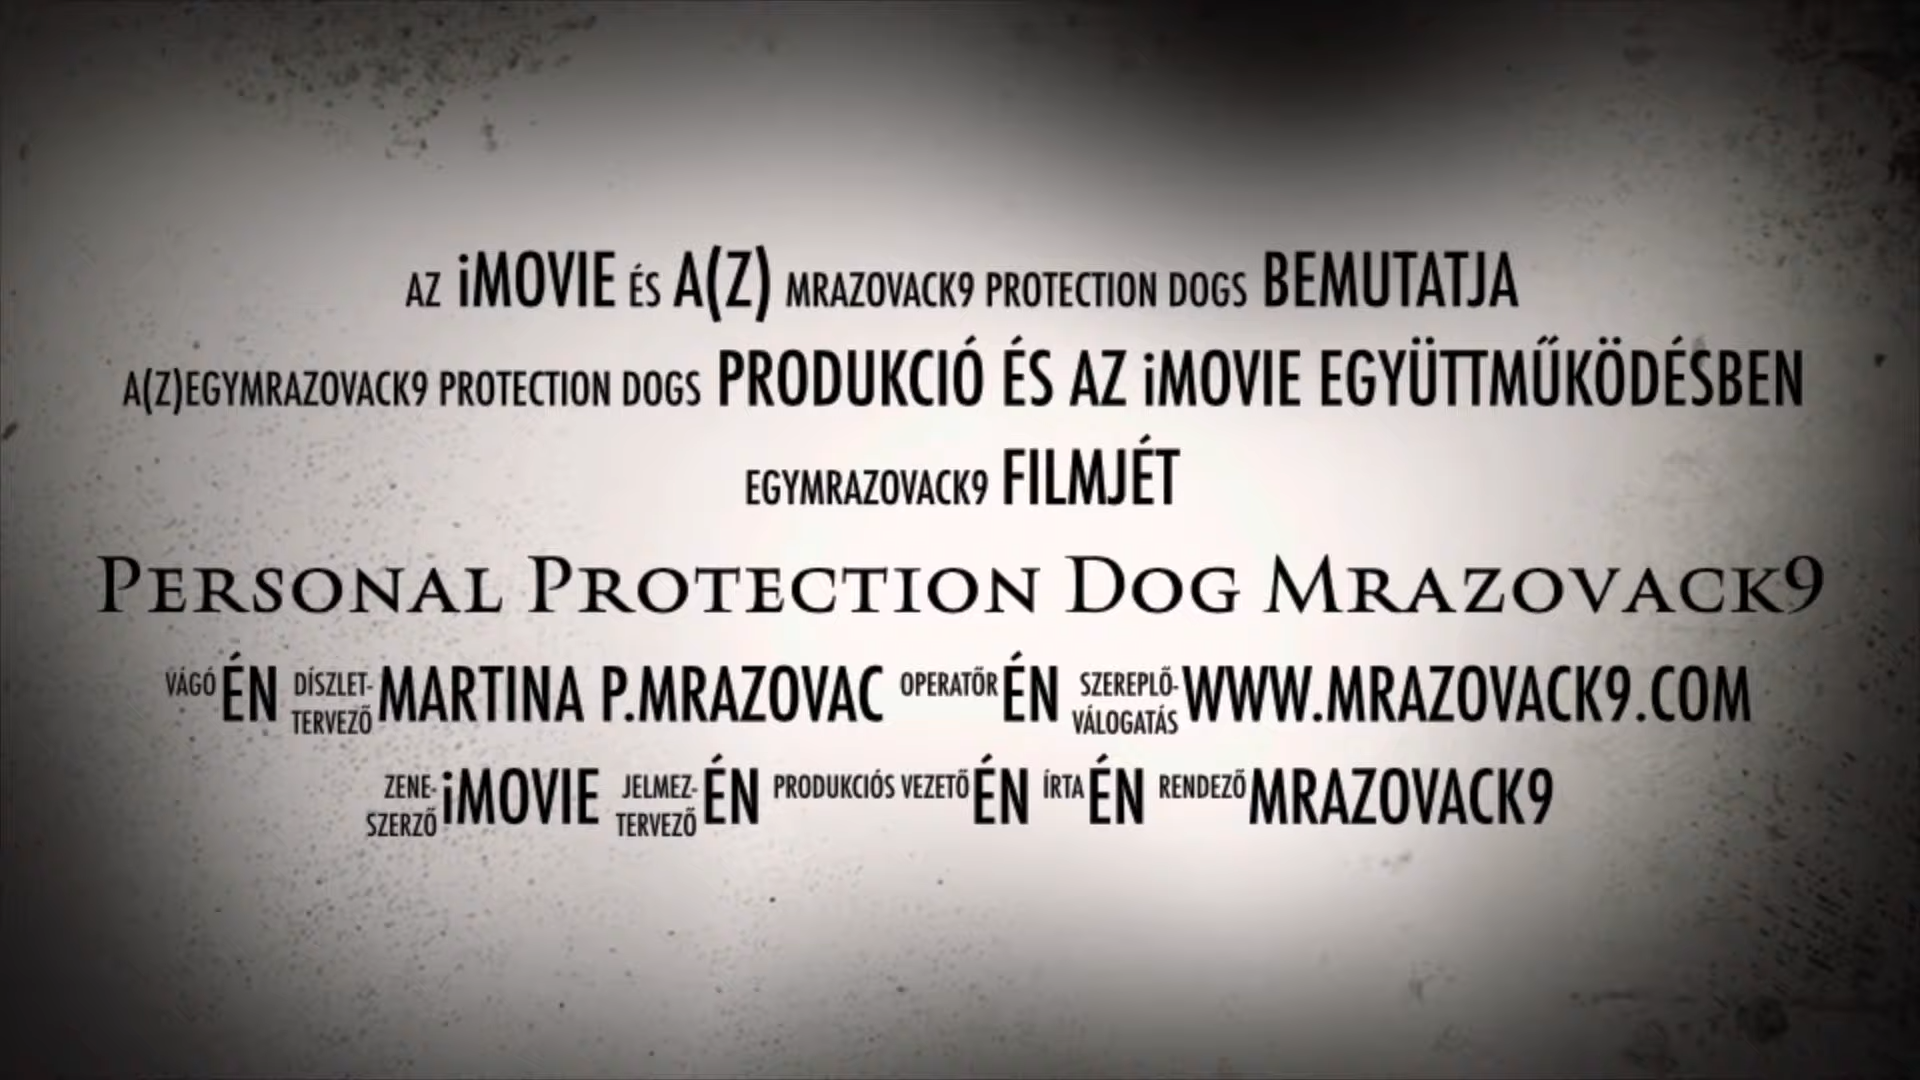 AZ iMOVIE ÉS A(Z) MRAZOVACK9 PROTECTION DOGS BEMUTATJA
A(Z)EGYMRAZOVACK9 PROTECTION DOGS PRODUKCIÓ ÉS AZ iMOVIE EGYÜTTMŰKÖDÉSBEN
EGYMRAZOVACK9 FILMJÉT
PERSONAL PROTECTION DOG MRAZOVACK9
VÁGÓ ÉN DÍSZLET-TERVEZŐ MARTINA P.MRAZOVAC OPERATŐR ÉN SZEREPLŐ-VÁLOGATÁS WWW.MRAZOVACK9.COM
ZENE-SZERZŐ iMOVIE JELMEZ-TERVEZŐ ÉN PRODUKCIÓS VEZETŐ ÉN ÍRTA ÉN RENDEZŐ MRAZOVACK9